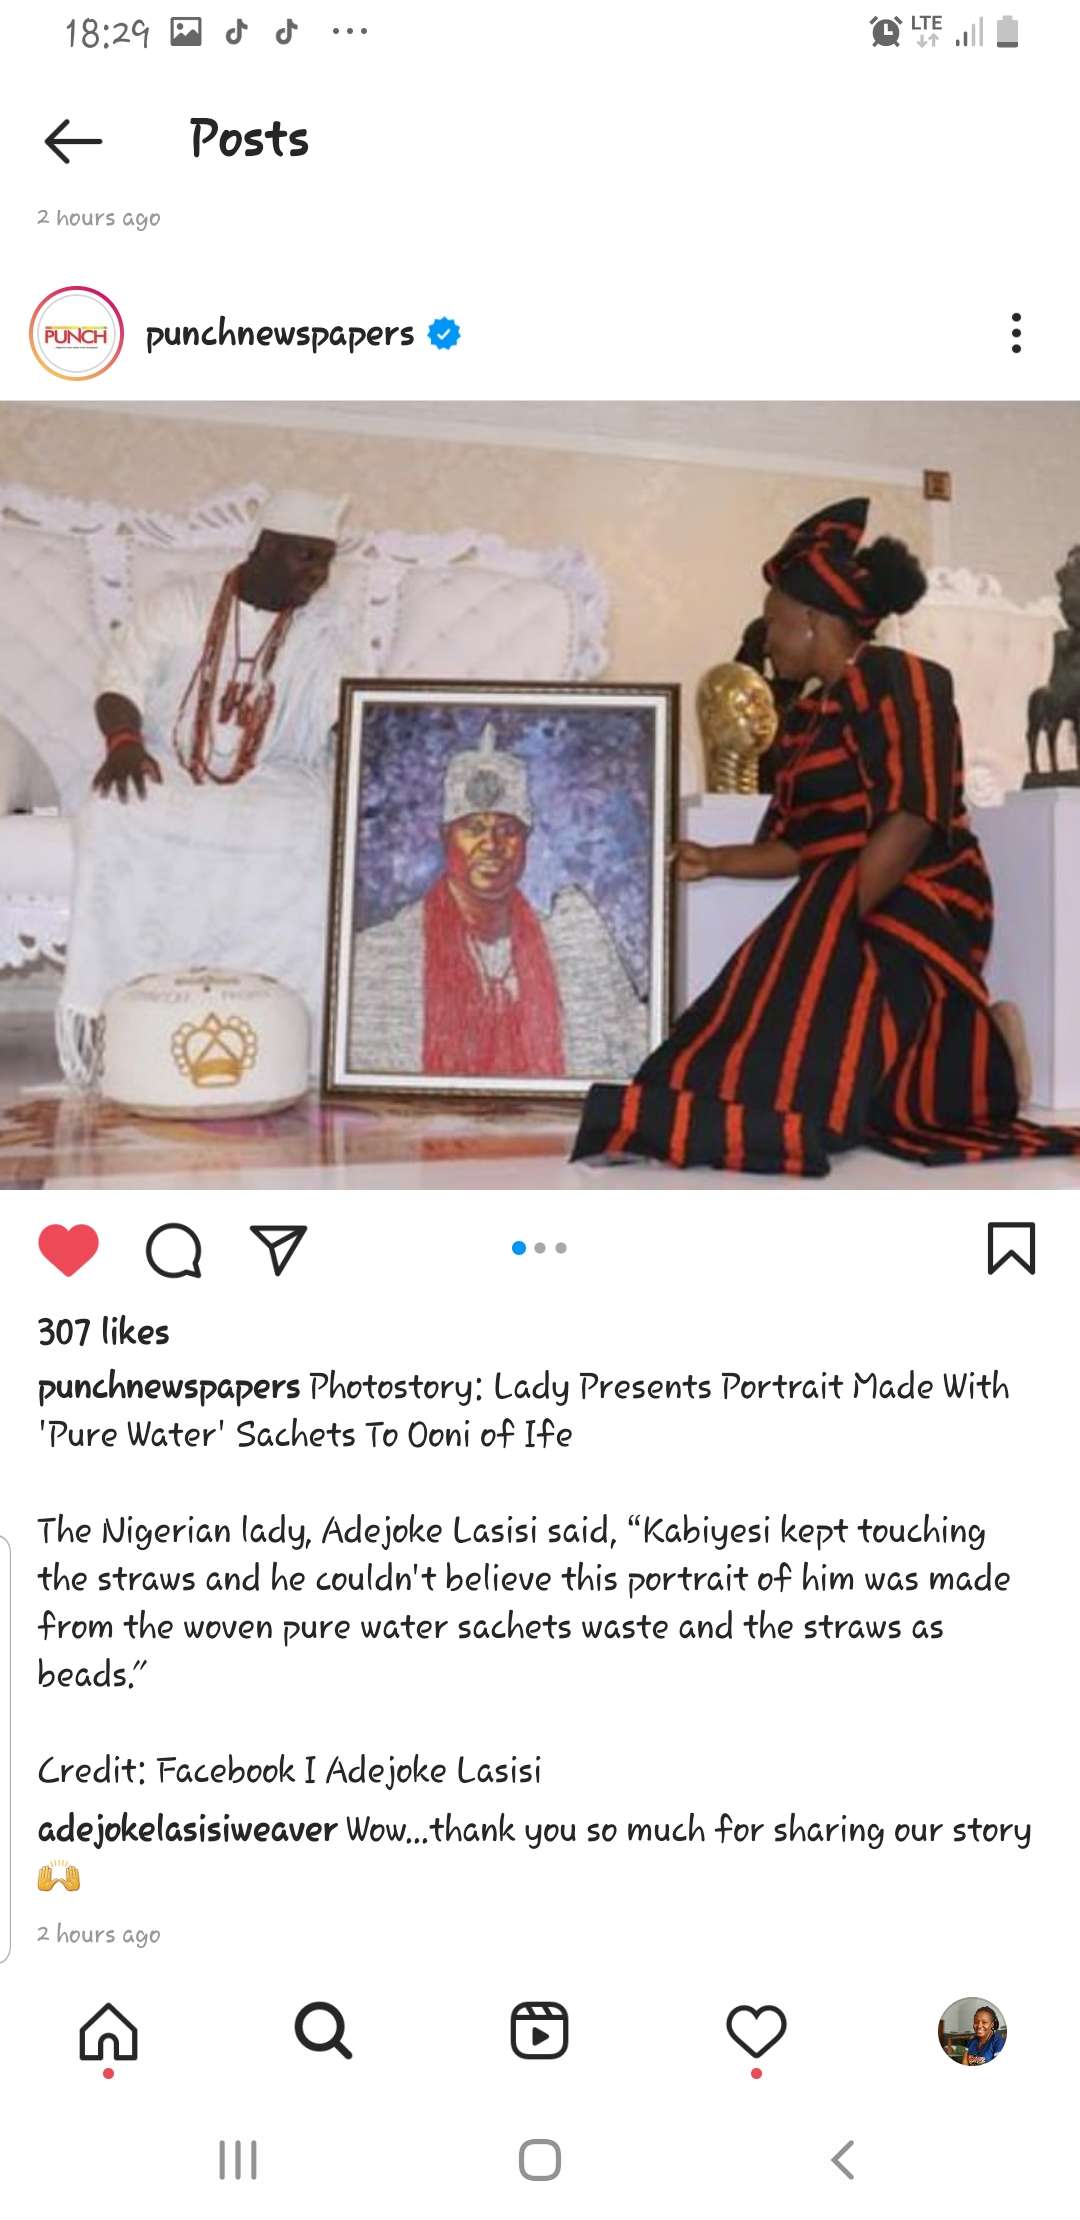 18:29
LTE
Posts
2 hours ago
PUNCH
punchnewspapers
307 likes
punchnewspapers Photostory: Lady Presents Portrait Made With
'Pure Water' Sachets To Ooni of Ife
The Nigerian lady, Adejoke Lasisi said, “Kabiyesi kept touching
the straws and he couldn't believe this portrait of him was made
from the woven pure water sachets waste and the straws as
beads.”
Credit: Facebook I Adejoke Lasisi
adejokelasisiweaver Wow...thank you so much for sharing our story
🙌
2 hours ago